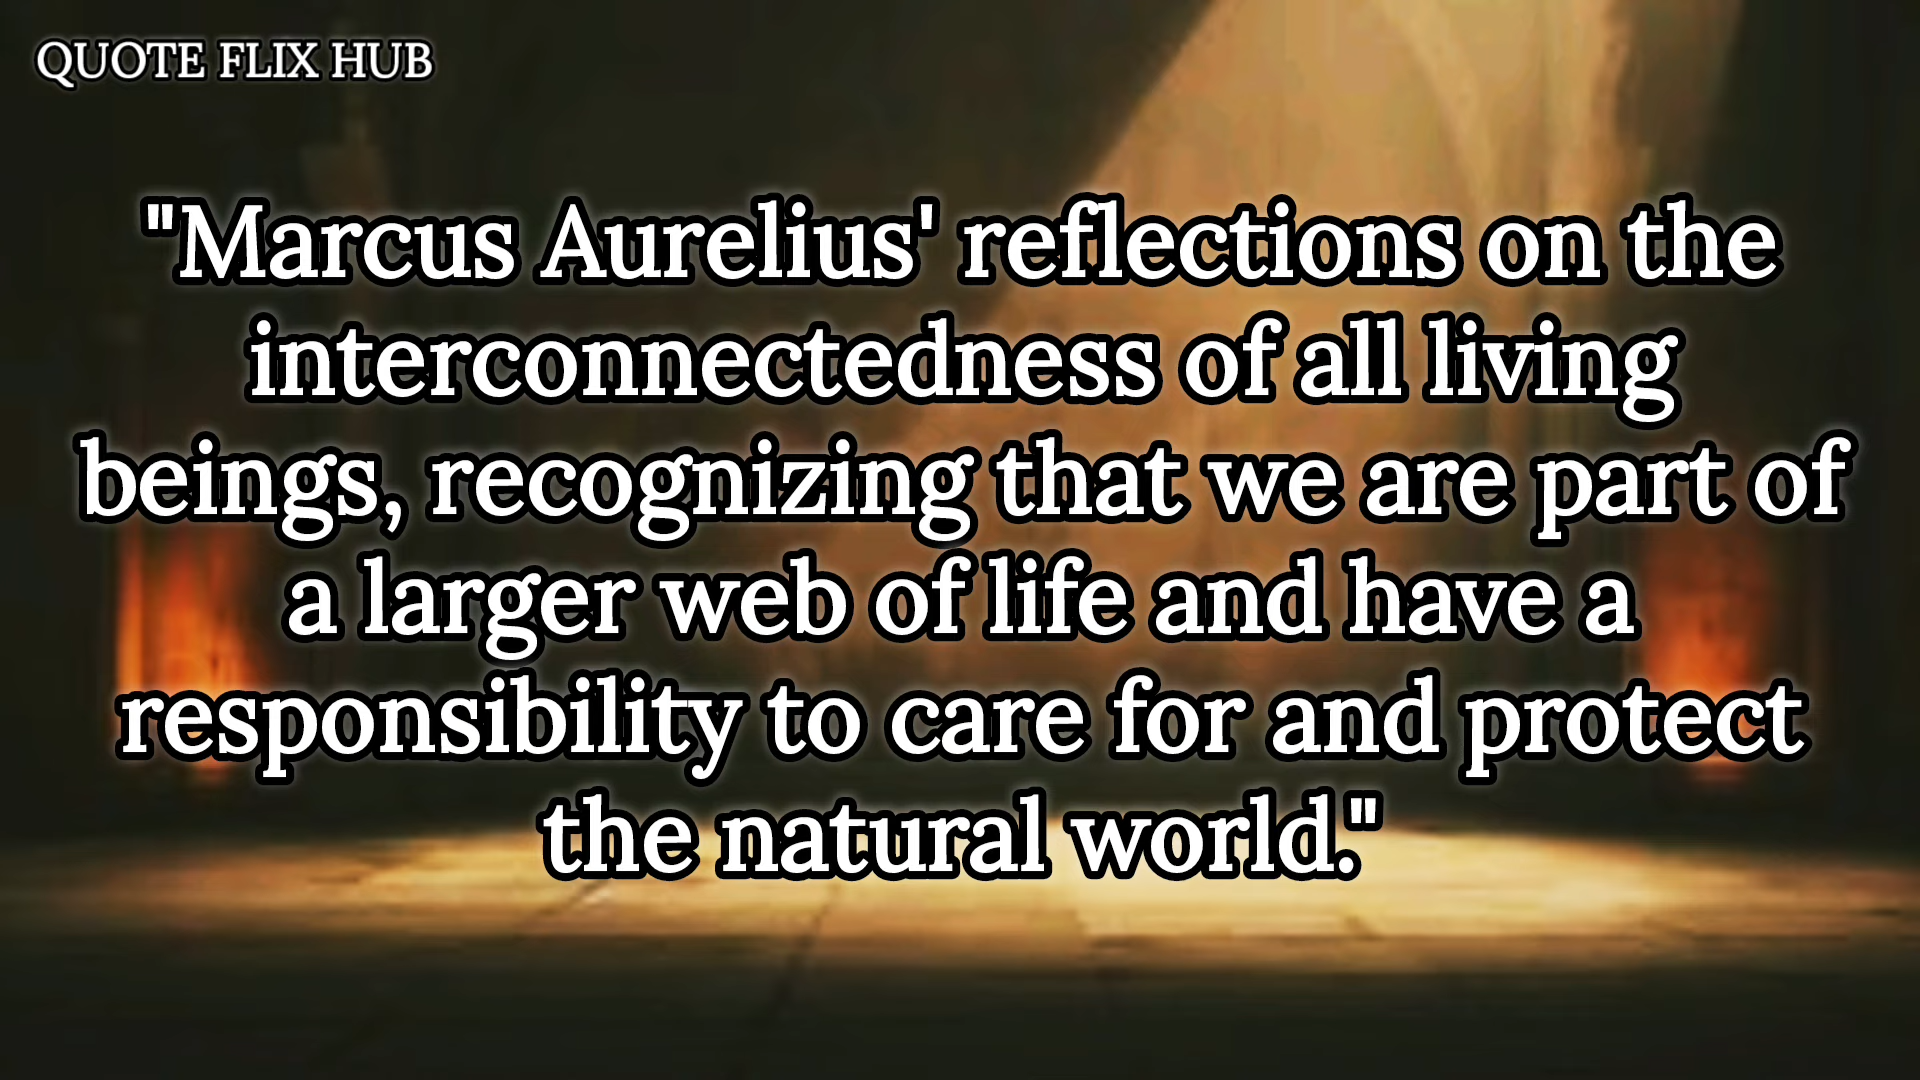 QUOTE FLIX HUB
"Marcus Aurelius' reflections on the
interconnectedness of all living
beings, recognizing that we are part of
a larger web of life and have a
responsibility to care for and protect
the natural world."